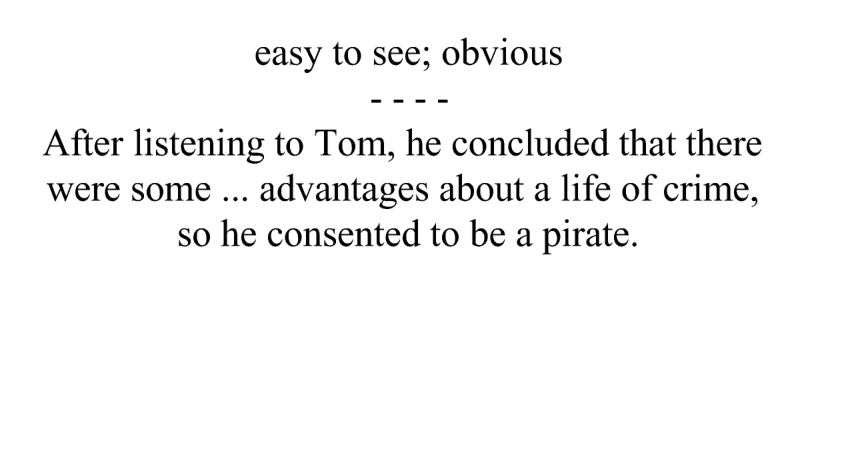 easy to see; obvious
- - - -
After listening to Tom, he concluded that there
were some ... advantages about a life of crime,
so he consented to be a pirate.